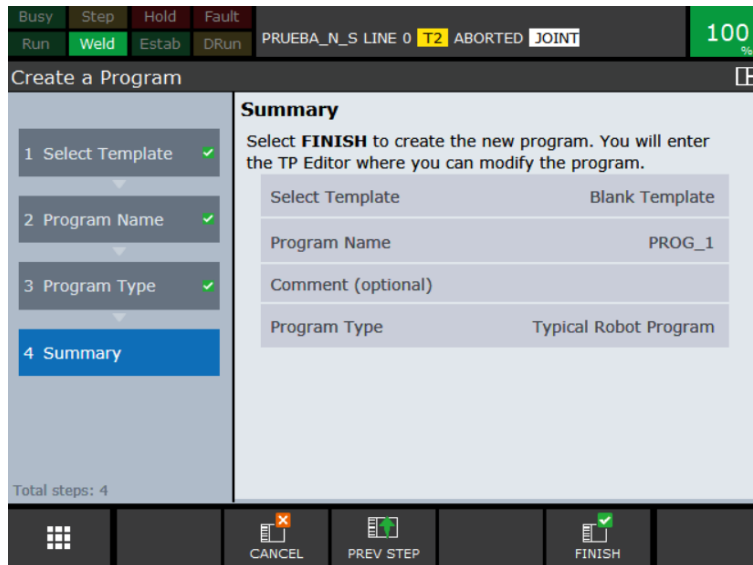 Busy Step Hold Fault
Run Weld Estab DRun
PRUEBA_N_S LINE 0 T2 ABORTED JOINT
100
%
Create a Program
1 Select Template
2 Program Name
3 Program Type
4 Summary
Total steps: 4
Summary
Select FINISH to create the new program. You will enter
the TP Editor where you can modify the program.
Select Template Blank Template
Program Name PROG_1
Comment (optional)
Program Type Typical Robot Program
CANCEL PREV STEP FINISH